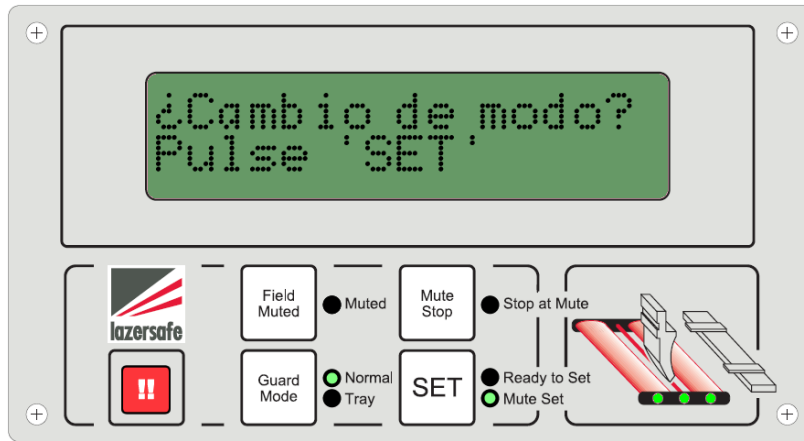 ¿Cambio de modo?
Pulse 'SET'
lazersafe
Field
Muted
Muted
Mute
Stop
Stop at Mute
!!
Guard
Mode
Normal
Tray
SET
Ready to Set
Mute Set